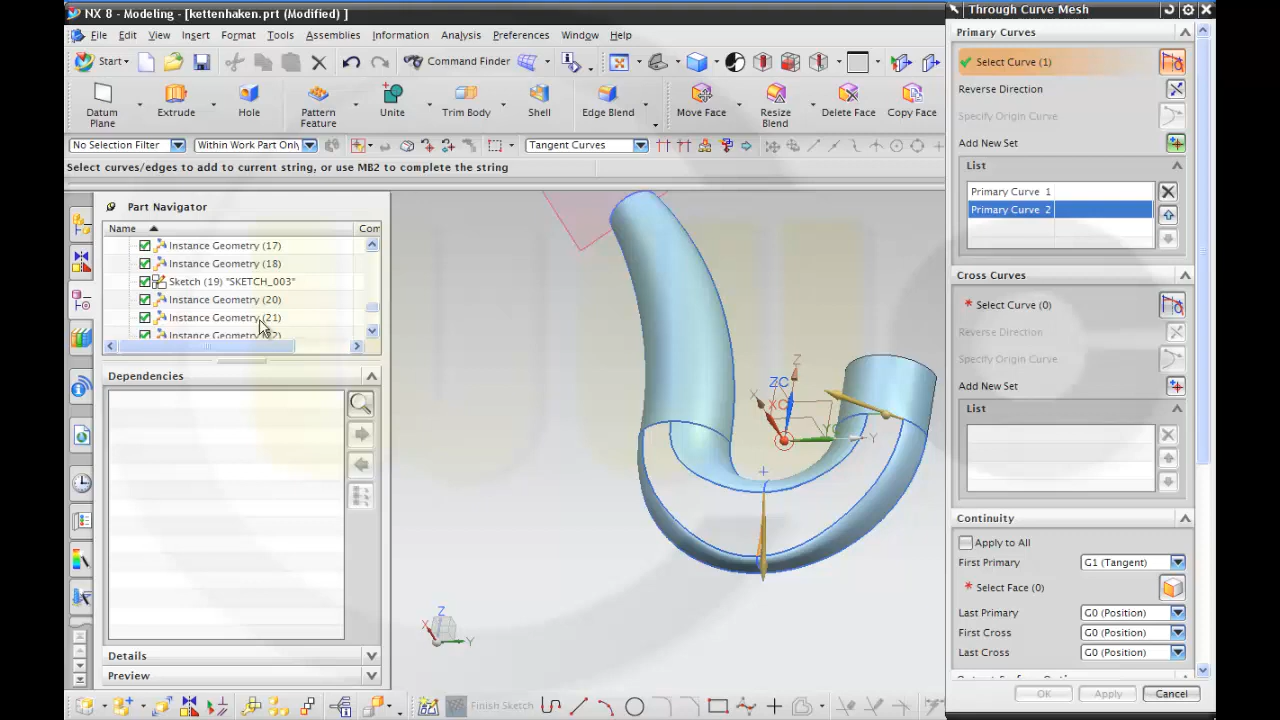 NX 8 - Modeling - [kettenhaken.prt (Modified) ]
File Edit View Insert Format Tools Assemblies Information Analysis Preferences Window Help
Start Command Finder
Datum Plane Extrude Hole Pattern Feature Unite Trim Body Shell Edge Blend Move Face Resize Blend Delete Face Copy Face
No Selection Filter Within Work Part Only Tangent Curves
Select curves/edges to add to current string, or use MB2 to complete the string
Part Navigator
Name Com
Instance Geometry (17)
Instance Geometry (18)
Sketch (19) "SKETCH_003"
Instance Geometry (20)
Instance Geometry (21)
Instance Geometry
Dependencies
Details
Preview
Z
ZC
X
XC
YC
Y
Z
X
Y
Finish Sketch
Through Curve Mesh
Primary Curves
Select Curve (1)
Reverse Direction
Specify Origin Curve
Add New Set
List
Primary Curve 1
Primary Curve 2
Cross Curves
* Select Curve (0)
Reverse Direction
Specify Origin Curve
Add New Set
List
Continuity
Apply to All
First Primary G1 (Tangent)
* Select Face (0)
Last Primary G0 (Position)
First Cross G0 (Position)
Last Cross G0 (Position)
OK Apply Cancel